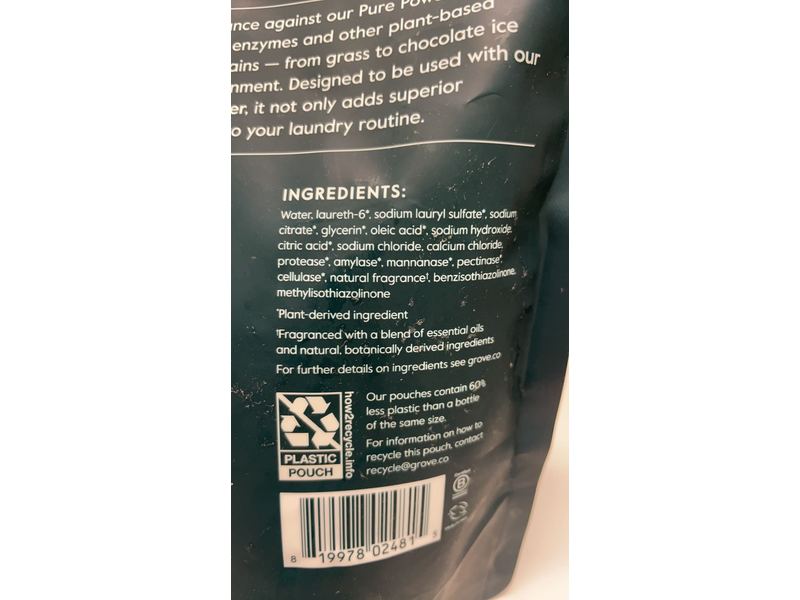 ance against our Pure Pow
enzymes and other plant-based
ains — from grass to chocolate ice
nment. Designed to be used with our
er, it not only adds superior
o your laundry routine.
INGREDIENTS:
Water, laureth-6*, sodium lauryl sulfate*, sodium
citrate*, glycerin*, oleic acid*, sodium hydroxide,
citric acid*, sodium chloride, calcium chloride,
protease*, amylase*, mannanase*, pectinase*,
cellulase*, natural fragrance†, benzisothiazolinone,
methylisothiazolinone
*Plant-derived ingredient
†Fragranced with a blend of essential oils
and natural, botanically derived ingredients
For further details on ingredients see grove.co
how2recycle.info
PLASTIC
POUCH
Our pouches contain 60%
less plastic than a bottle
of the same size.
For information on how to
recycle this pouch, contact
recycle@grove.co
B
8 19978 02481 5